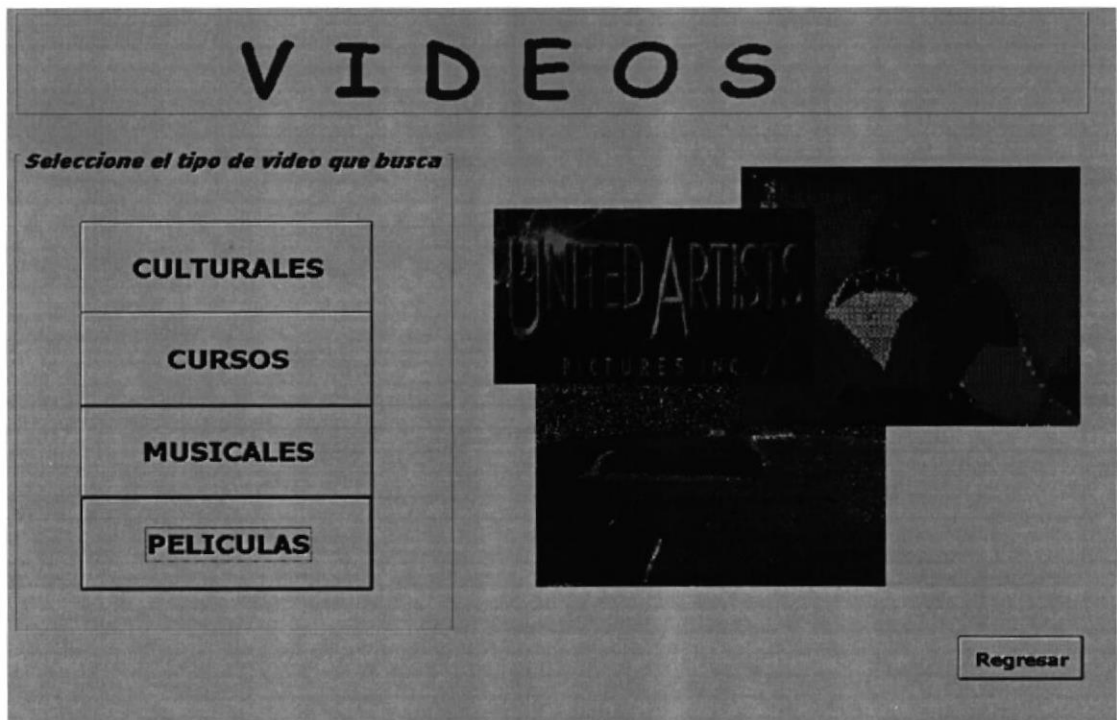 VIDEOS
Seleccione el tipo de video que busca
CULTURALES
CURSOS
MUSICALES
PELICULAS
UNITED ARTISTS
PICTURES INC.
Regresar